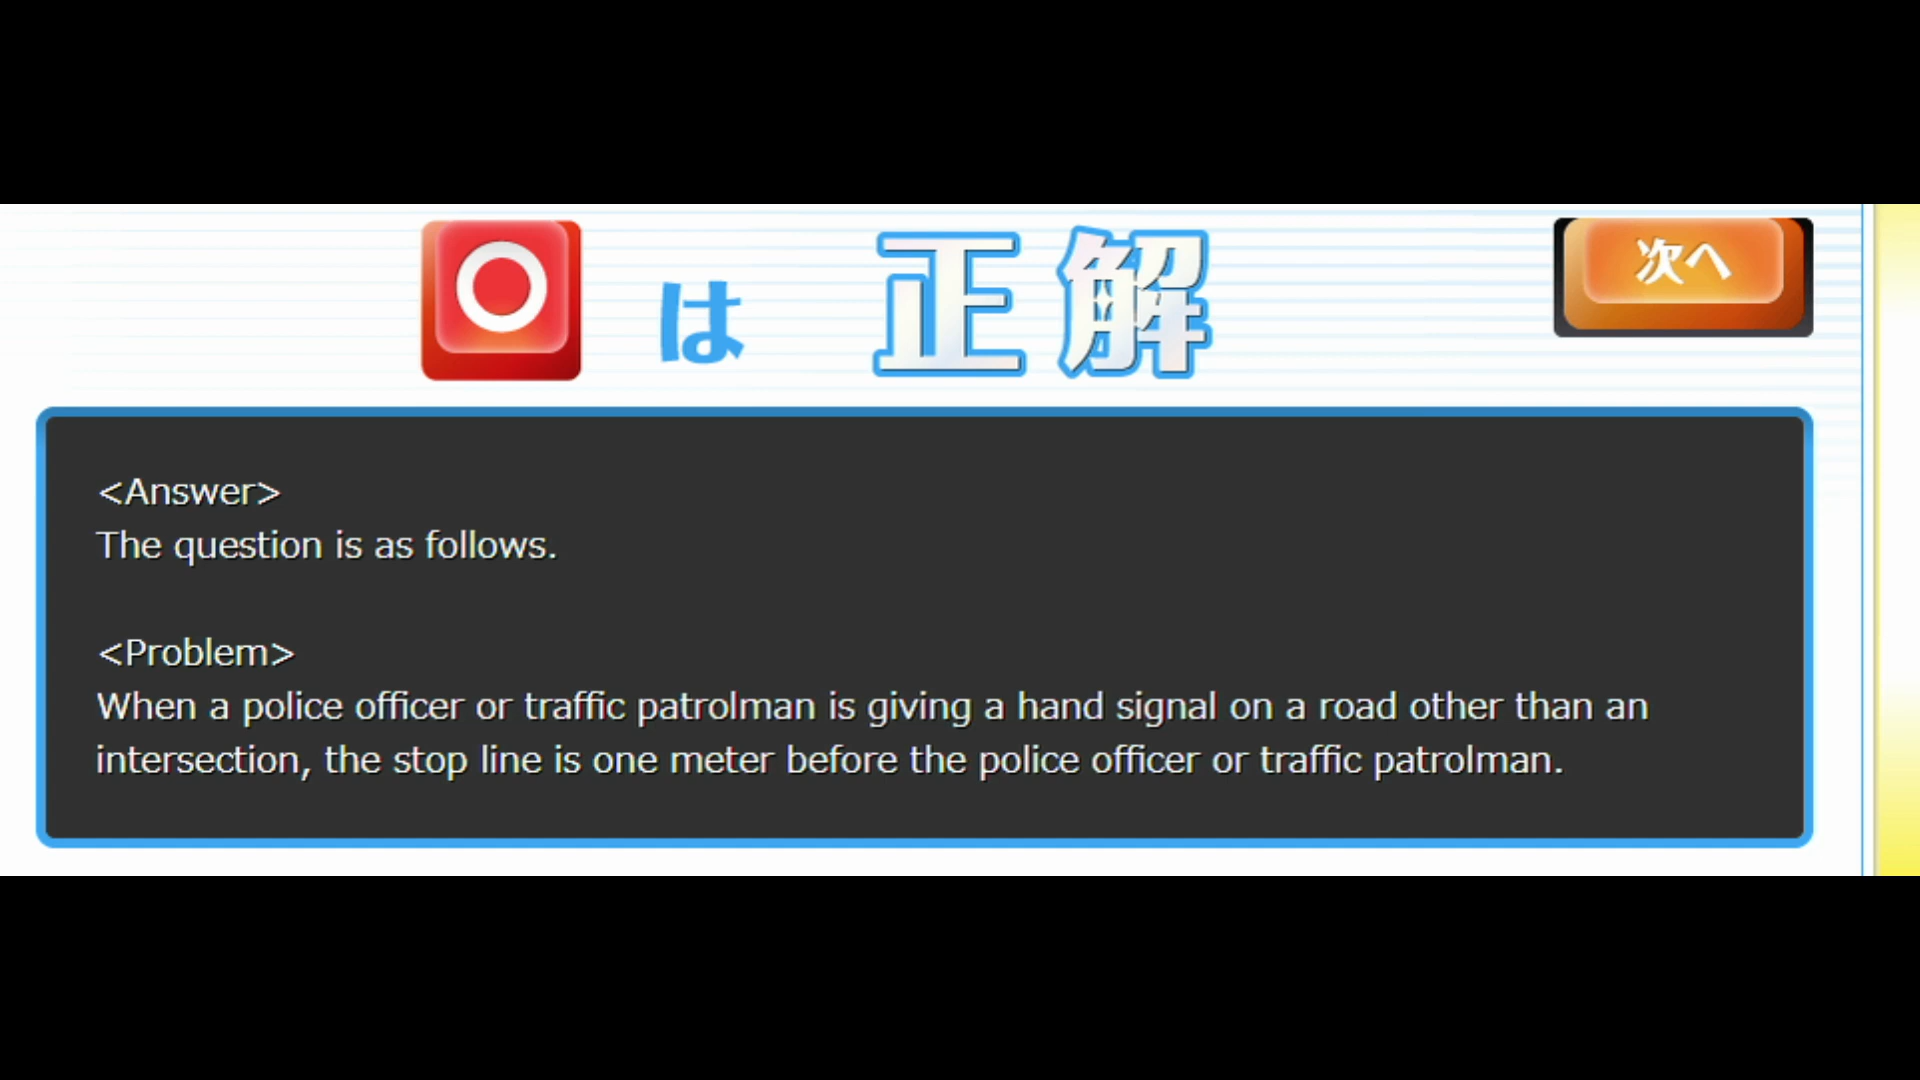 は 正解
次へ
<Answer>
The question is as follows.
<Problem>
When a police officer or traffic patrolman is giving a hand signal on a road other than an
intersection, the stop line is one meter before the police officer or traffic patrolman.